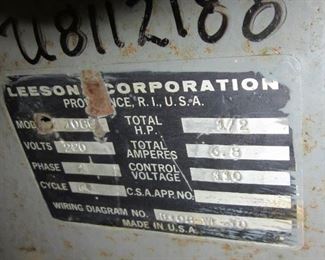 U8112188
LEESON CORPORATION
PROVIDENCE, R.I., U.S.A.
MODEL TOTAL H.P. 1/2
VOLTS 220 TOTAL AMPERES 6.8
PHASE CONTROL VOLTAGE 110
CYCLE C.S.A. APP. NO.
WIRING DIAGRAM NO.
MADE IN U.S.A.